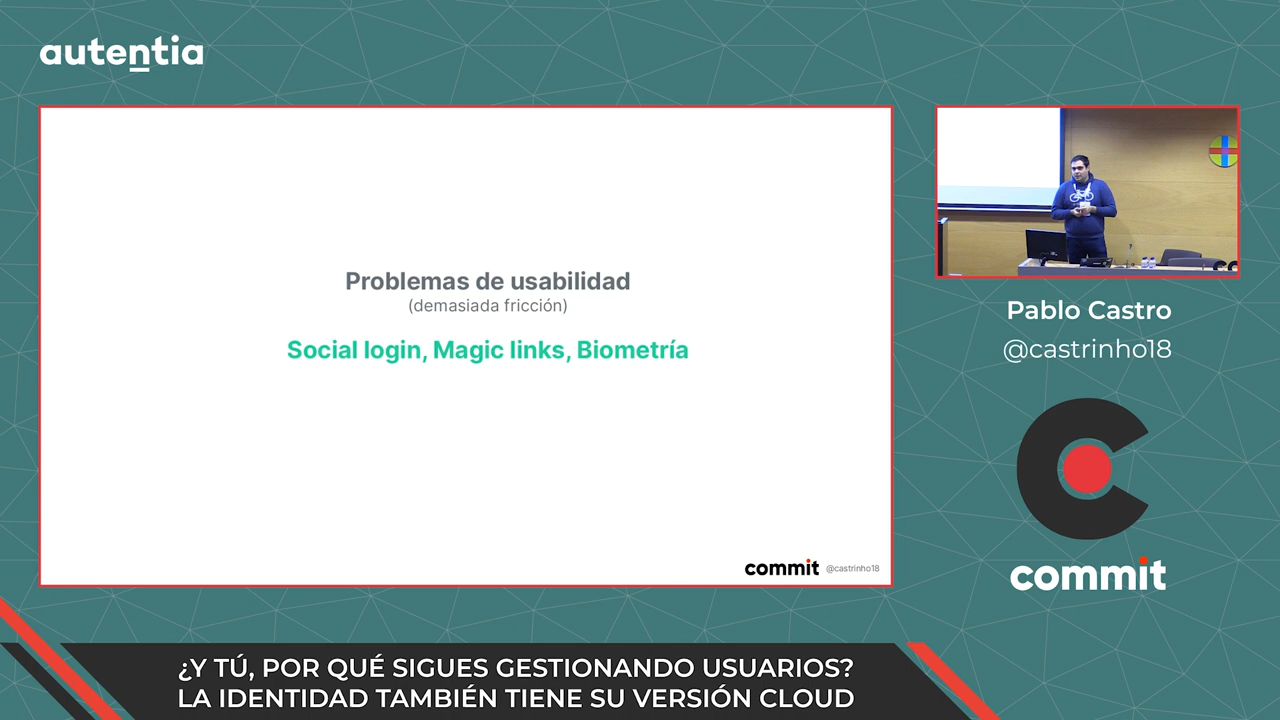 autentia
Problemas de usabilidad
(demasiada fricción)
Social login, Magic links, Biometría
commit @castrinho18
Pablo Castro
@castrinho18
commit
¿Y TÚ, POR QUÉ SIGUES GESTIONANDO USUARIOS?
LA IDENTIDAD TAMBIÉN TIENE SU VERSIÓN CLOUD